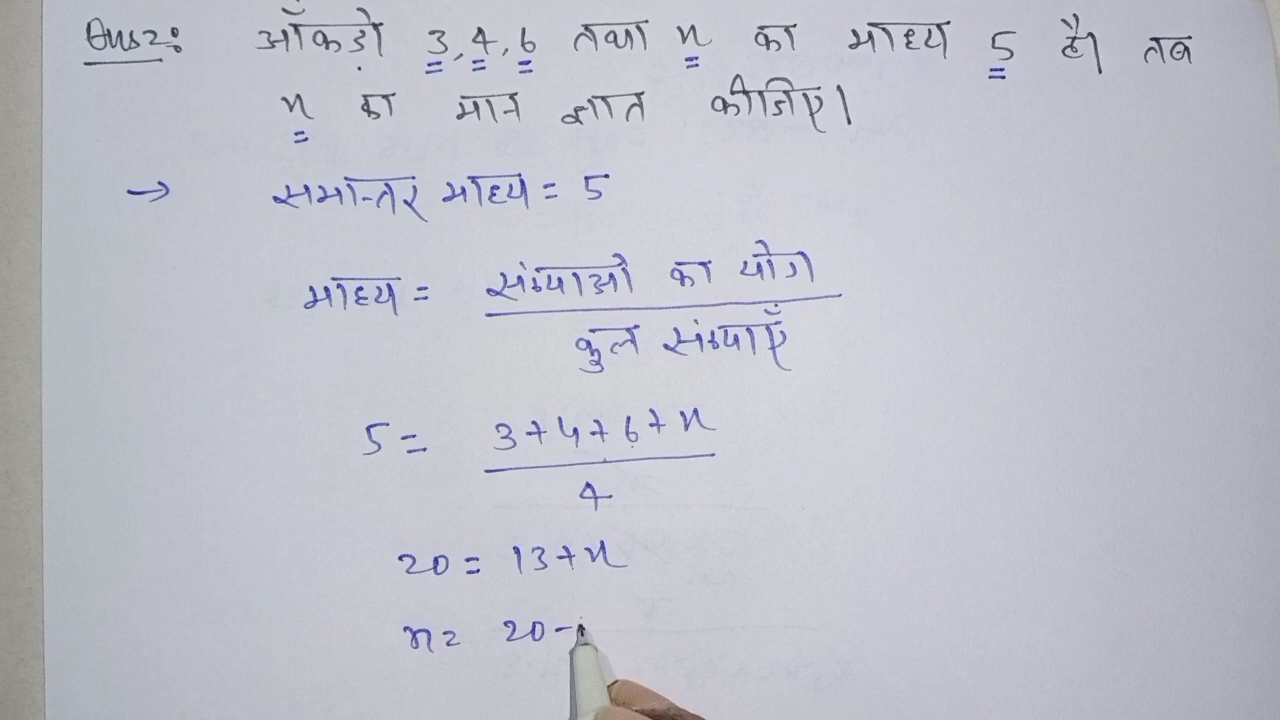 Ans2: आँकड़ो 3, 4, 6 तथा x का माध्य 5 है। तब
x का मान ज्ञात कीजिए।
→ समान्तर माध्य = 5
माध्य = संख्याओ का योग
कुल संख्याएँ
5 = 3+4+6+x
4
20 = 13+x
x = 20-